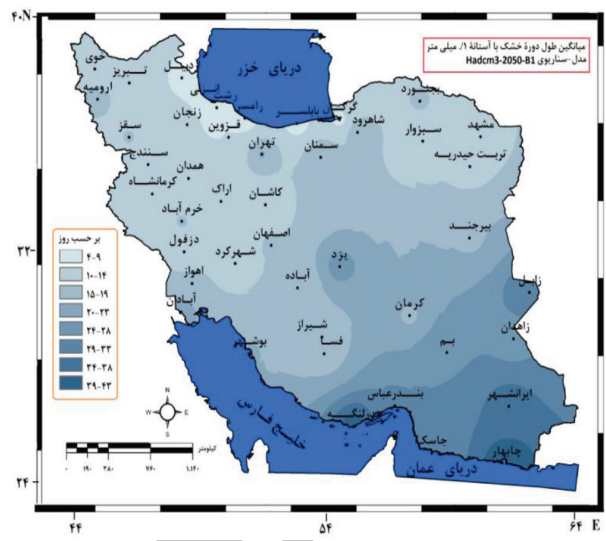 ۴۰N
میانگین طول دورهٔ خشک با آستانهٔ ۰/۱ میلی متر
مدل-سناریوی Hadcm3-2050-B1
دریای خزر
خوی
تبریز
ارومیه
رشت
زنجان
قزوین
شاهرود
بجنورد
مشهد
سبزوار
سقز
تهران
سمنان
تربت حیدریه
سنندج
همدان
کرمانشاه
اراک
کاشان
خرم آباد
بیرجند
۳۲
دزفول
اصفهان
شهرکرد
یزد
اهواز
آباده
زابل
آبادان
کرمان
شیراز
زاهدان
بوشهر
فسا
بم
بندرعباس
ایرانشهر
خلیج فارس
جاسک
چابهار
دریای عمان
بر حسب روز
۴-۹
۱۰-۱۴
۱۵-۱۹
۲۰-۲۳
۲۴-۲۸
۲۹-۳۳
۳۴-۳۸
۳۹-۴۳
N
W E
S
کیلومتر
۰ ۱۹۰ ۳۸۰ ۷۶۰ ۱,۱۴۰
۲۴
۴۴ ۵۴ ۶۴ E